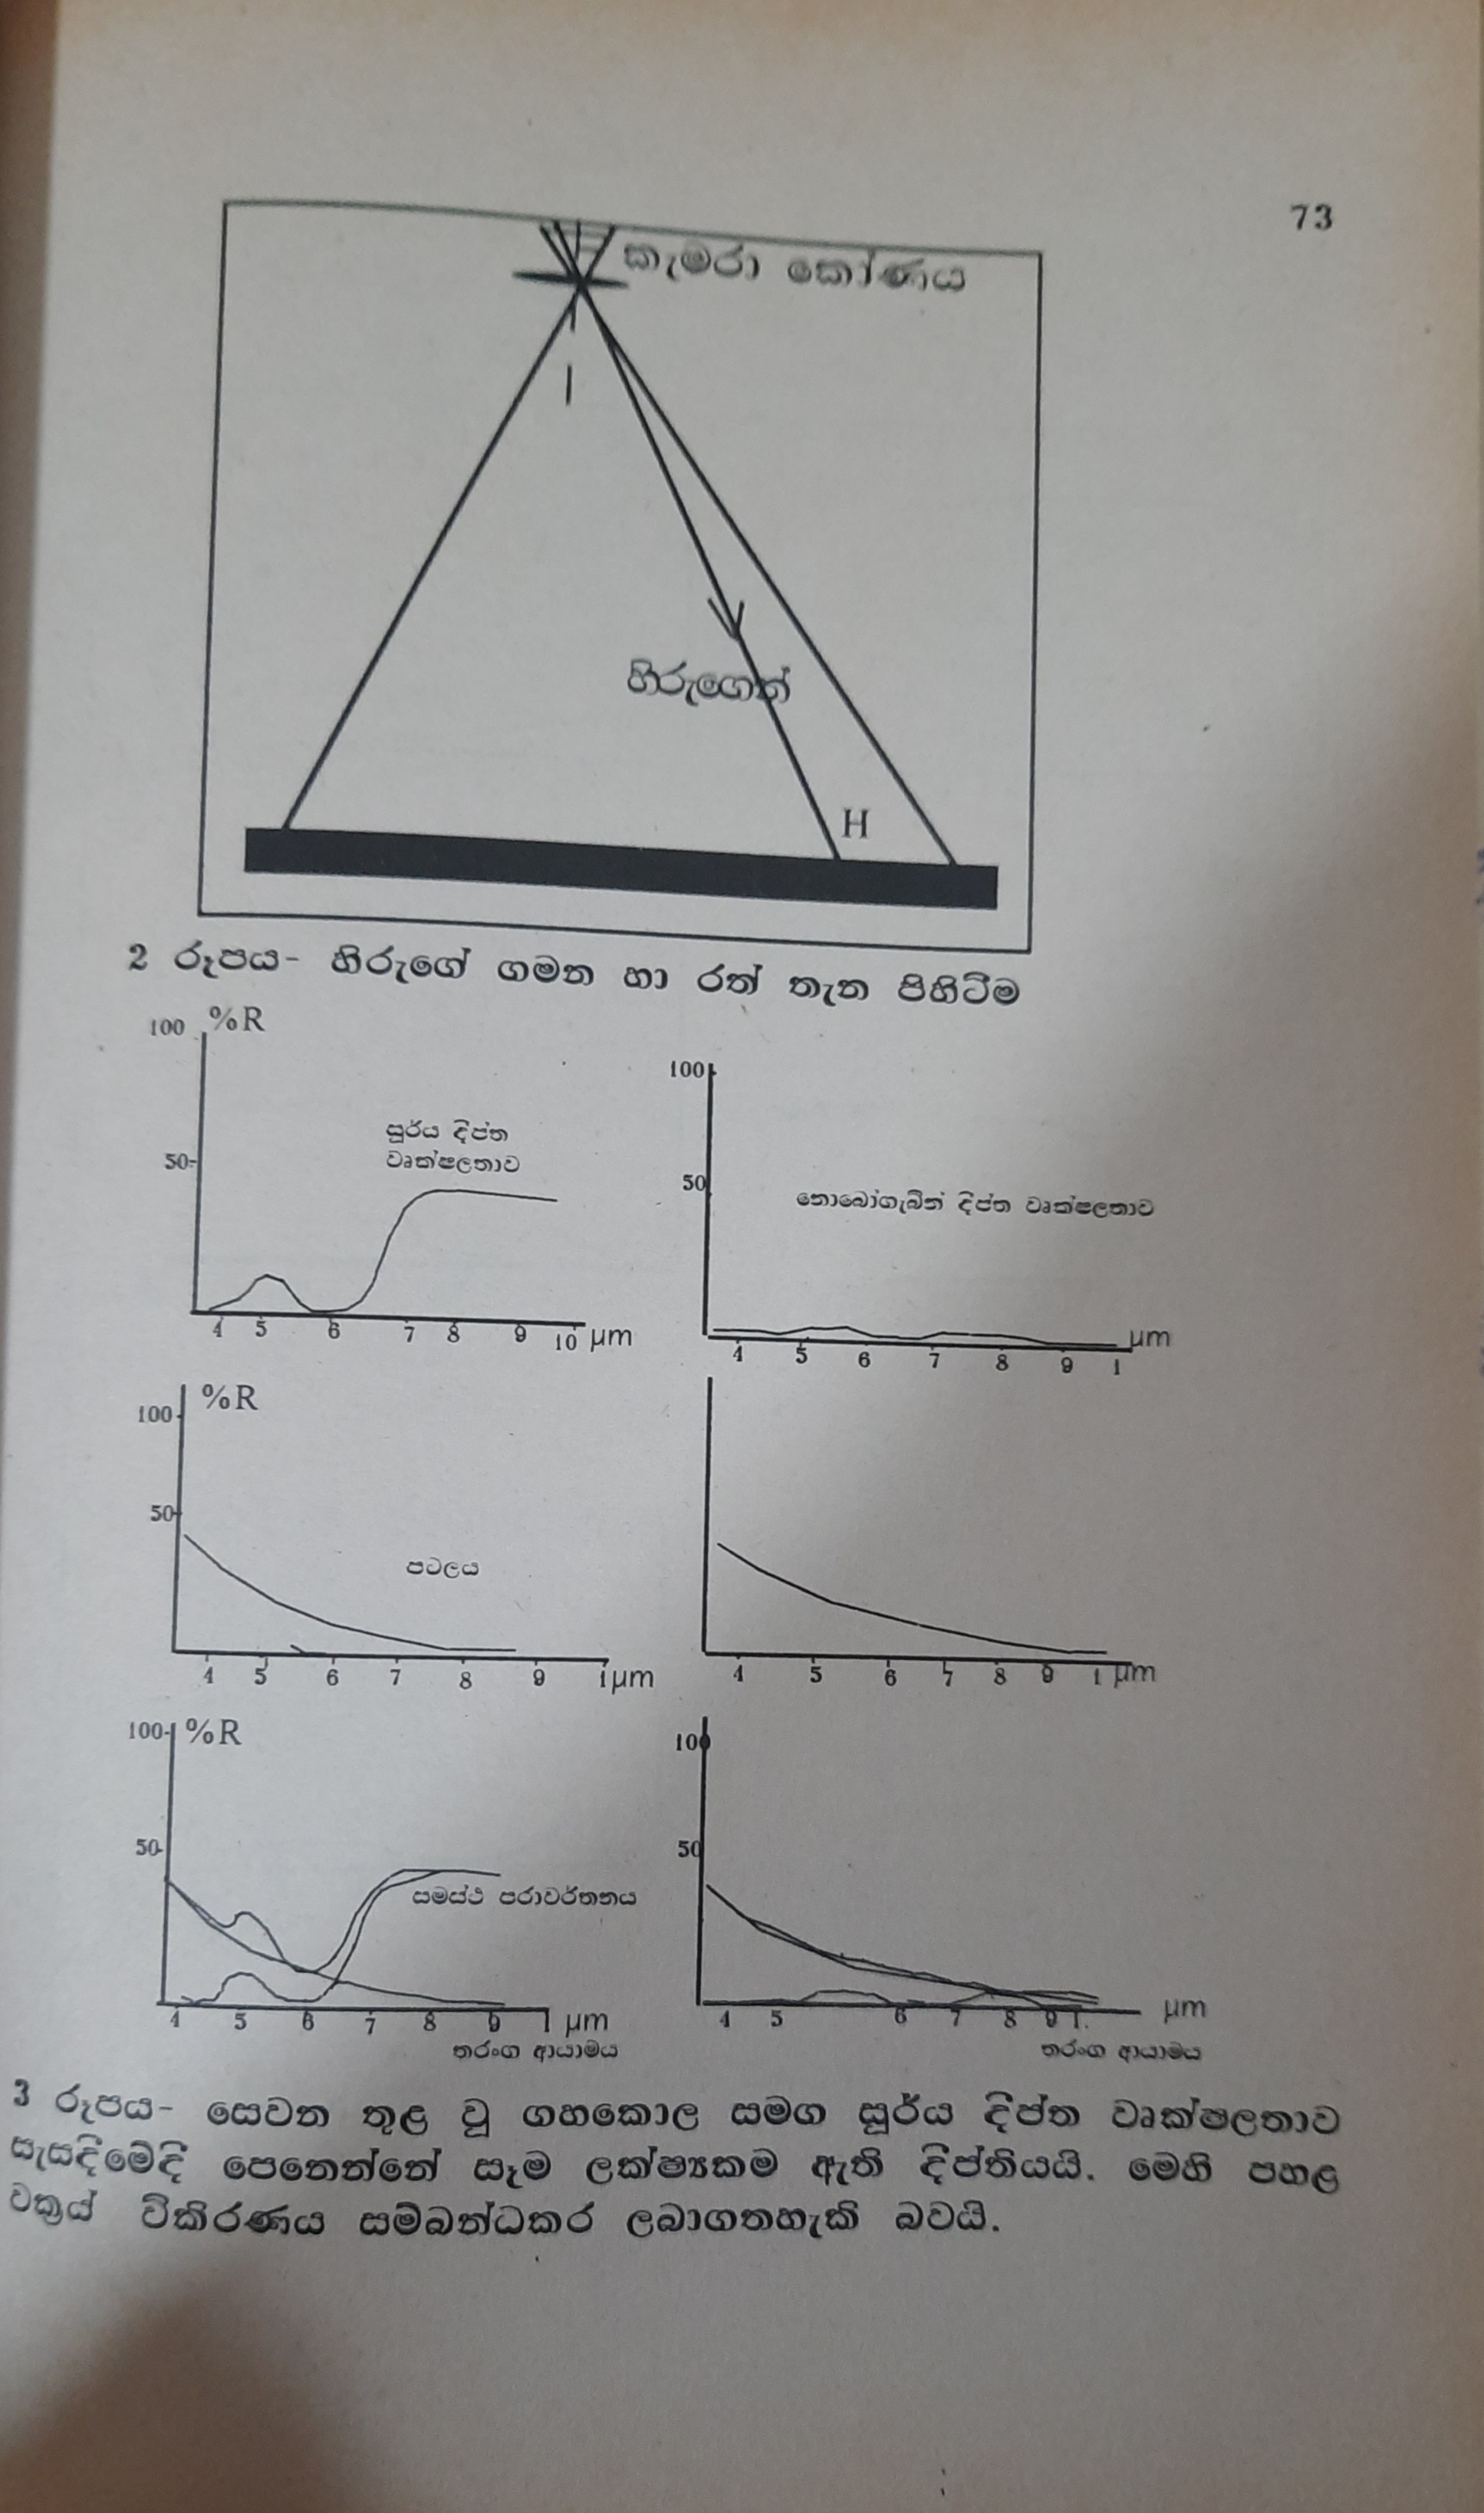 73
කැමරා කෝණය
හිරුගෙන්
H
2 රූපය- හිරුගේ ගමන හා රත් තැන පිහිටීම
100 %R
50
සූර්ය දීප්ත
වෘක්ෂලතාව
4 5 6 7 8 9 10 µm
100
50
නොබෝගැබින් දීප්ත වෘක්ෂලතාව
4 5 6 7 8 9 1 µm
%R
100
50
පටලය
4 5 6 7 8 9 1µm
4 5 6 7 8 9 1 µm
100 %R
50
සමස්ථ පරාවර්තනය
4 5 6 7 8 9 1 µm
තරංග ආයාමය
100
50
4 5 6 7 8 9 1. µm
තරංග ආයාමය
3 රූපය- සෙවන තුළ වූ ගහකොල සමග සූර්ය දීප්ත වෘක්ෂලතාව
සැසදීමේදී පෙනෙන්නේ සෑම ලක්ෂ්‍යකම ඇති දීප්තියයි. මෙහි පහළ
වක්‍රය් විකිරණය සම්බන්ධකර ලබාගතහැකි බවයි.